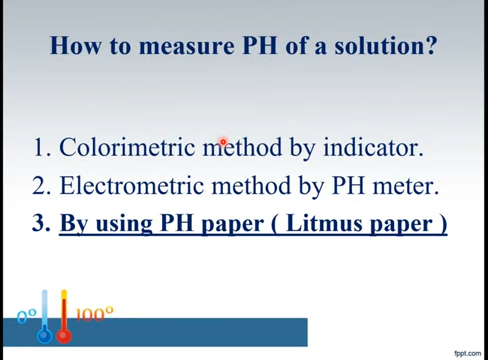 How to measure PH of a solution?
1. Colorimetric method by indicator.
2. Electrometric method by PH meter.
3. By using PH paper ( Litmus paper )
0° 100°
fppt.com